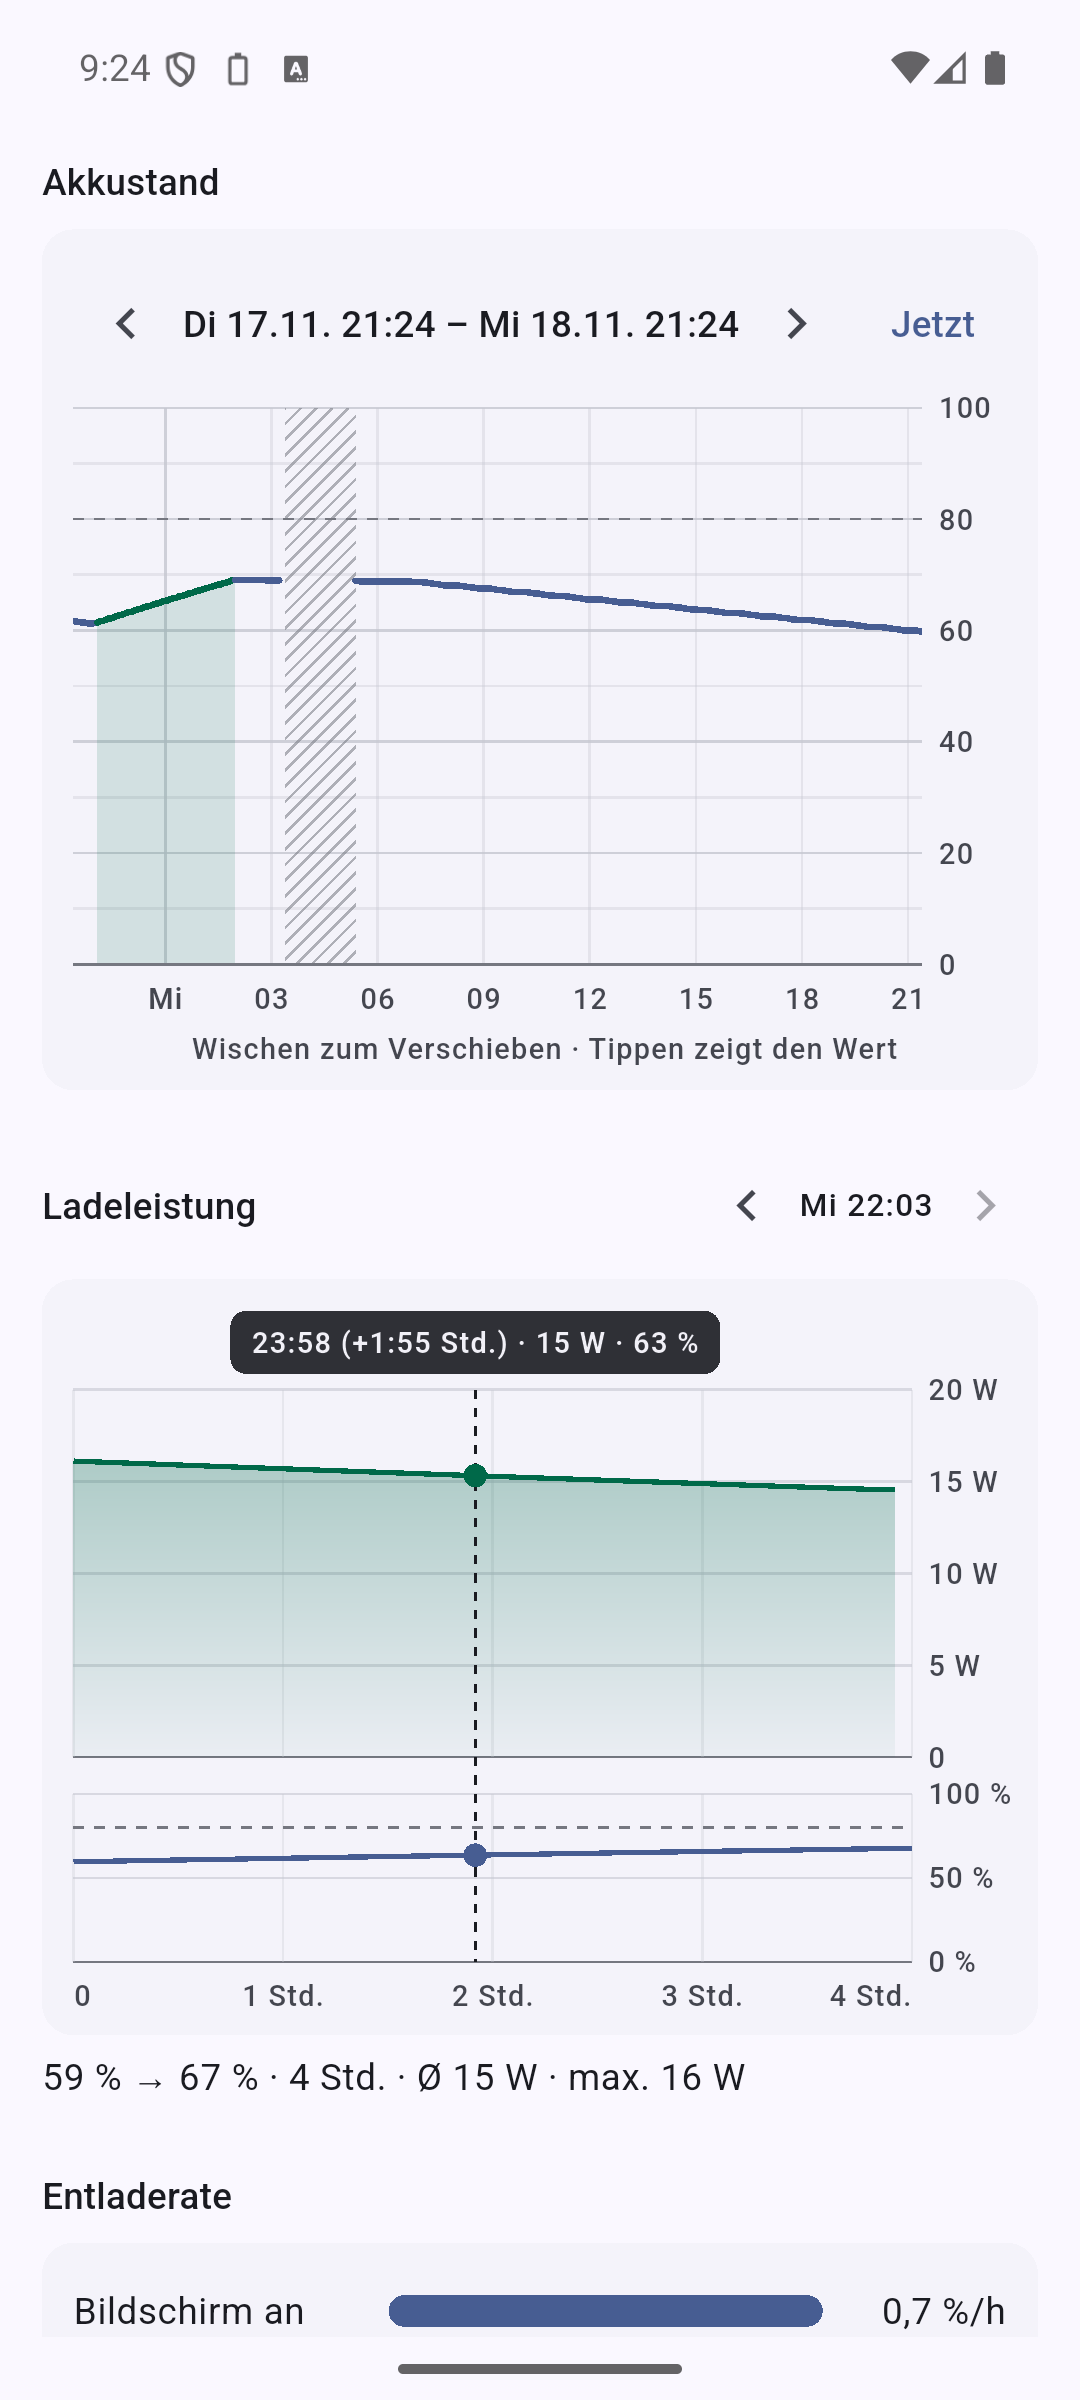 9:24
Akkustand
Di 17.11. 21:24 – Mi 18.11. 21:24 Jetzt
100
80
60
40
20
0
Mi 03 06 09 12 15 18 21
Wischen zum Verschieben · Tippen zeigt den Wert
Ladeleistung Mi 22:03
23:58 (+1:55 Std.) · 15 W · 63 %
20 W
15 W
10 W
5 W
0
100 %
50 %
0 %
0 1 Std. 2 Std. 3 Std. 4 Std.
59 % → 67 % · 4 Std. · Ø 15 W · max. 16 W
Entladerate
Bildschirm an 0,7 %/h